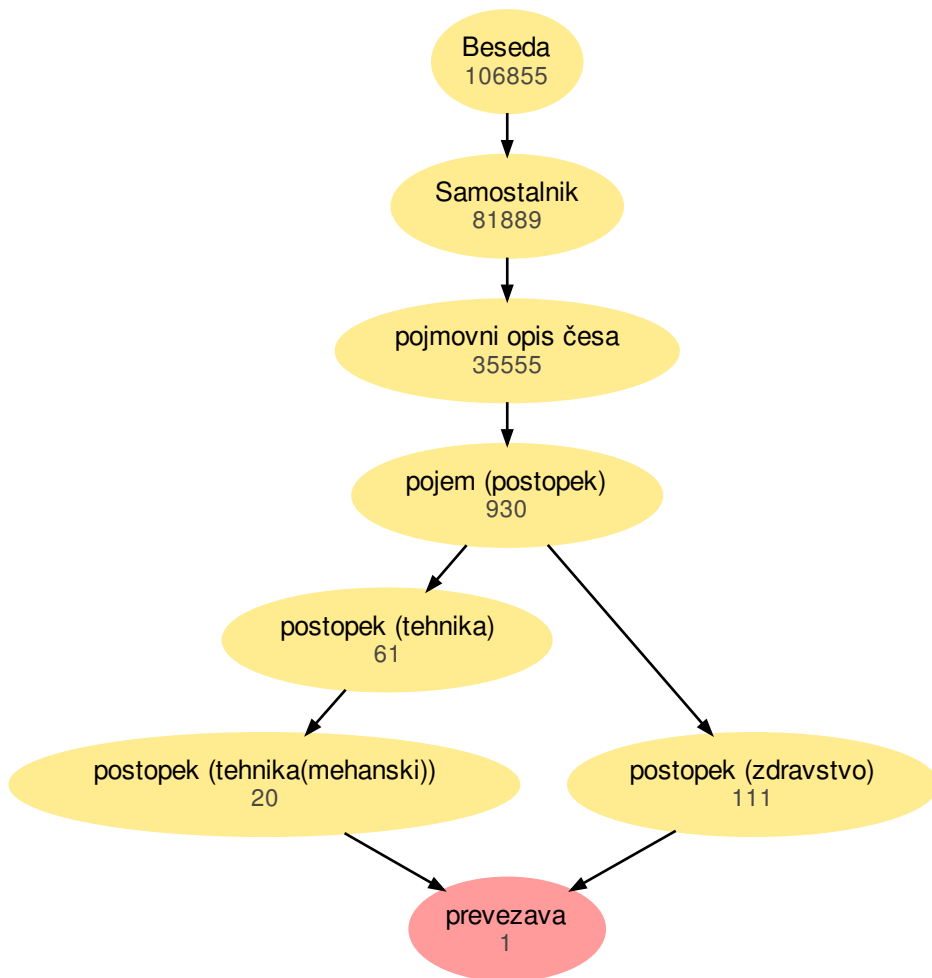 Beseda
106855
Samostalnik
81889
pojmovni opis česa
35555
pojem (postopek)
930
postopek (tehnika)
61
postopek (tehnika(mehanski))
20
postopek (zdravstvo)
111
prevezava
1